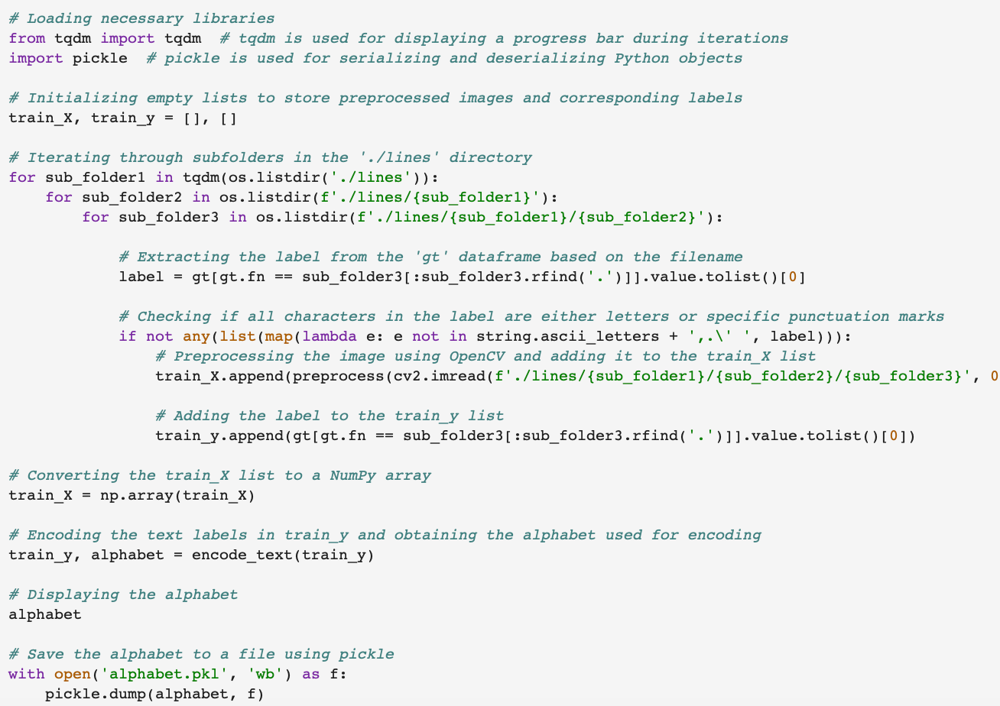 # Loading necessary libraries
from tqdm import tqdm  # tqdm is used for displaying a progress bar during iterations
import pickle  # pickle is used for serializing and deserializing Python objects

# Initializing empty lists to store preprocessed images and corresponding labels
train_X, train_y = [], []

# Iterating through subfolders in the './lines' directory
for sub_folder1 in tqdm(os.listdir('./lines')):
    for sub_folder2 in os.listdir(f'./lines/{sub_folder1}'):
        for sub_folder3 in os.listdir(f'./lines/{sub_folder1}/{sub_folder2}'):

            # Extracting the label from the 'gt' dataframe based on the filename
            label = gt[gt.fn == sub_folder3[:sub_folder3.rfind('.')]].value.tolist()[0]

            # Checking if all characters in the label are either letters or specific punctuation marks
            if not any(list(map(lambda e: e not in string.ascii_letters + ',.\' ', label))):
                # Preprocessing the image using OpenCV and adding it to the train_X list
                train_X.append(preprocess(cv2.imread(f'./lines/{sub_folder1}/{sub_folder2}/{sub_folder3}', 0

                # Adding the label to the train_y list
                train_y.append(gt[gt.fn == sub_folder3[:sub_folder3.rfind('.')]].value.tolist()[0])

# Converting the train_X list to a NumPy array
train_X = np.array(train_X)

# Encoding the text labels in train_y and obtaining the alphabet used for encoding
train_y, alphabet = encode_text(train_y)

# Displaying the alphabet
alphabet

# Save the alphabet to a file using pickle
with open('alphabet.pkl', 'wb') as f:
    pickle.dump(alphabet, f)